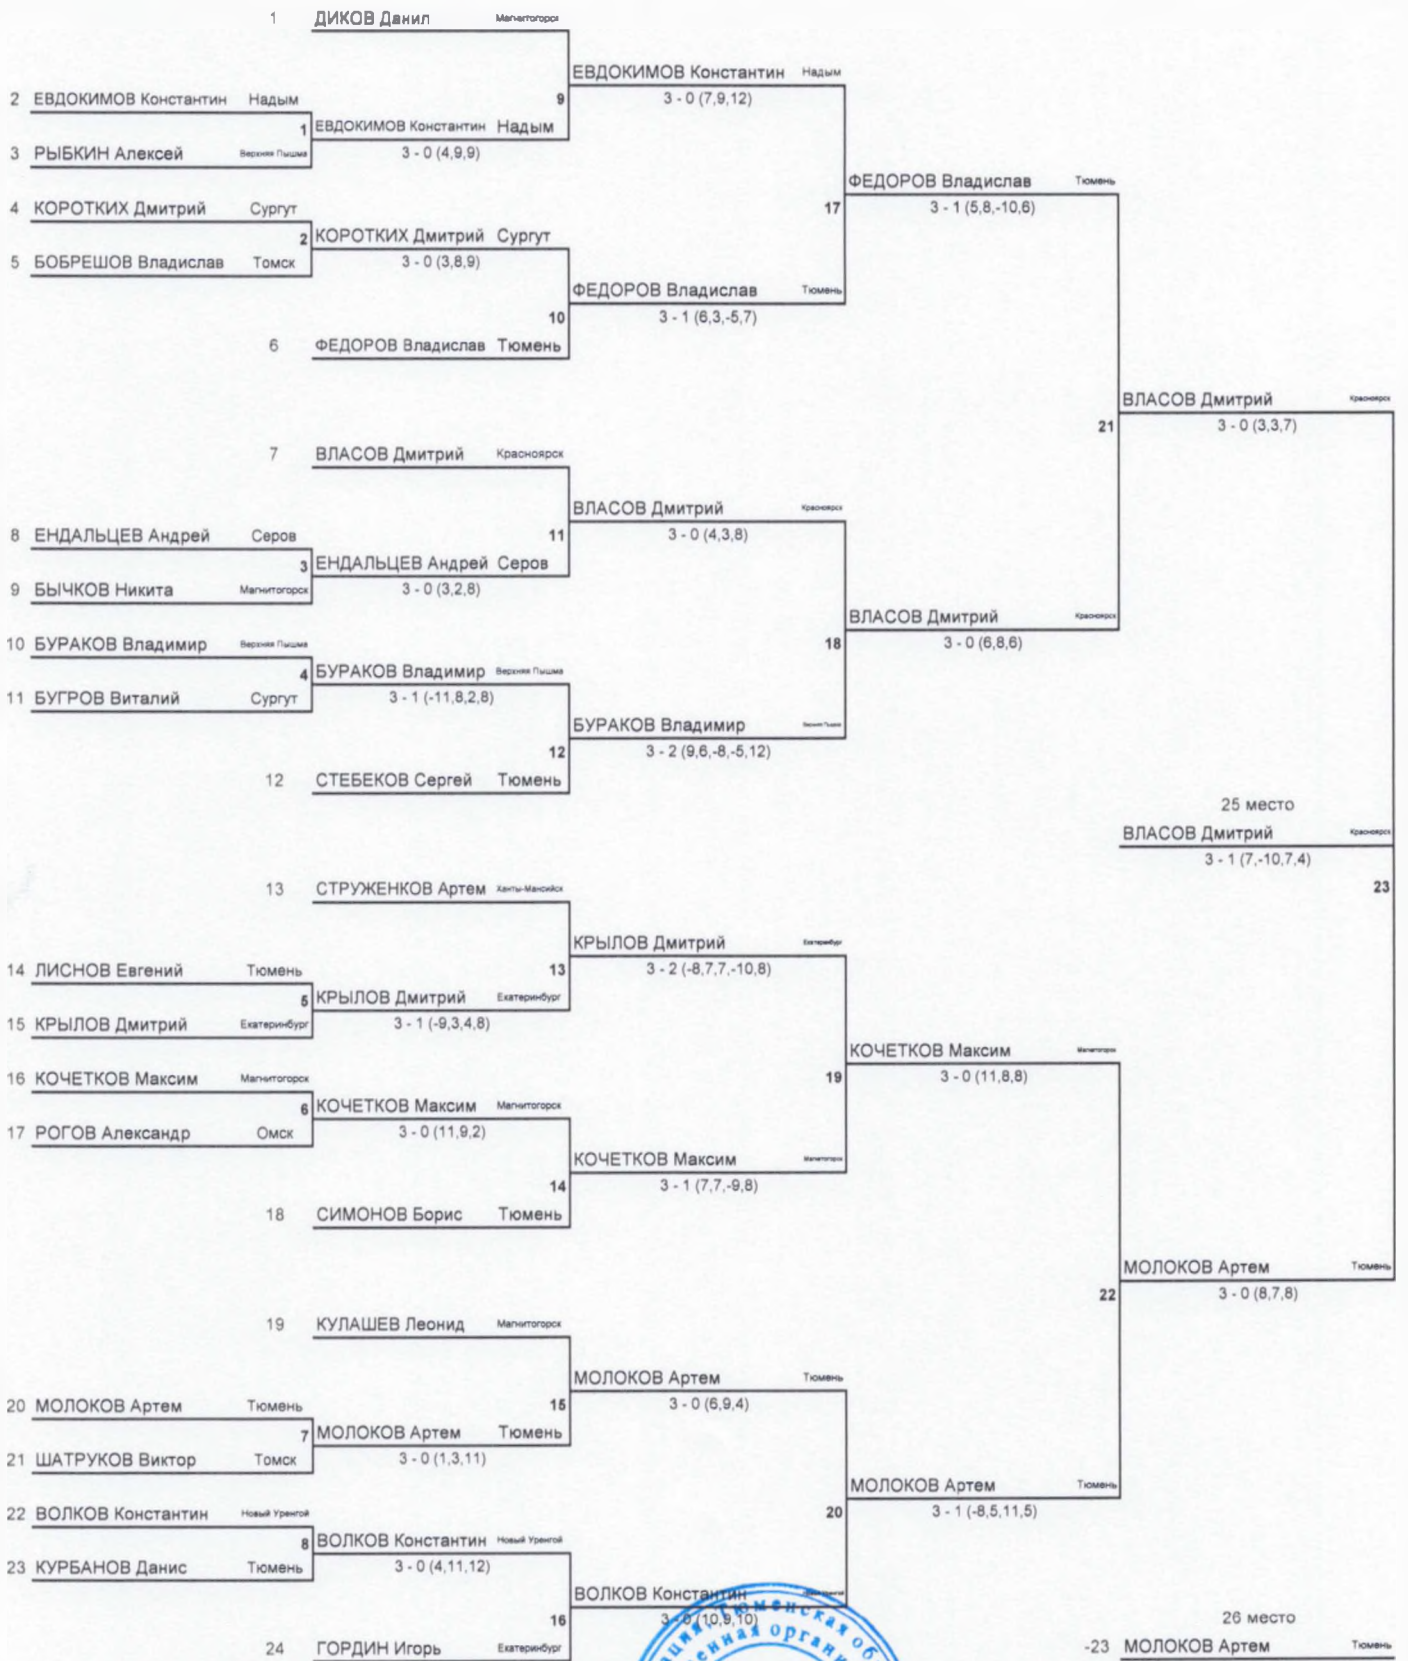 1 ДИКОВ Данил Магнитогорск
ЕВДОКИМОВ Константин Надым
2 ЕВДОКИМОВ Константин Надым
9
3 - 0 (7,9,12)
1 ЕВДОКИМОВ Константин Надым
3 РЫБКИН Алексей Верхняя Пышма
3 - 0 (4,9,9)
ФЕДОРОВ Владислав Тюмень
4 КОРОТКИХ Дмитрий Сургут
17
3 - 1 (5,8,-10,6)
2 КОРОТКИХ Дмитрий Сургут
5 БОБРЕШОВ Владислав Томск
3 - 0 (3,8,9)
ФЕДОРОВ Владислав Тюмень
10
3 - 1 (6,3,-5,7)
6 ФЕДОРОВ Владислав Тюмень
ВЛАСОВ Дмитрий Красноярск
21
3 - 0 (3,3,7)
7 ВЛАСОВ Дмитрий Красноярск
ВЛАСОВ Дмитрий Красноярск
8 ЕНДАЛЬЦЕВ Андрей Серов
11
3 - 0 (4,3,8)
3 ЕНДАЛЬЦЕВ Андрей Серов
9 БЫЧКОВ Никита Магнитогорск
3 - 0 (3,2,8)
ВЛАСОВ Дмитрий Красноярск
10 БУРАКОВ Владимир Верхняя Пышма
18
3 - 0 (6,8,6)
4 БУРАКОВ Владимир Верхняя Пышма
11 БУГРОВ Виталий Сургут
3 - 1 (-11,8,2,8)
БУРАКОВ Владимир Верхняя Пышма
12
3 - 2 (9,6,-8,-5,12)
12 СТЕБЕКОВ Сергей Тюмень
25 место
ВЛАСОВ Дмитрий Красноярск
3 - 1 (7,-10,7,4)
23
13 СТРУЖЕНКОВ Артем Ханты-Мансийск
КРЫЛОВ Дмитрий Екатеринбург
14 ЛИСНОВ Евгений Тюмень
13
3 - 2 (-8,7,7,-10,8)
5 КРЫЛОВ Дмитрий Екатеринбург
15 КРЫЛОВ Дмитрий Екатеринбург
3 - 1 (-9,3,4,8)
КОЧЕТКОВ Максим Магнитогорск
16 КОЧЕТКОВ Максим Магнитогорск
19
3 - 0 (11,8,8)
6 КОЧЕТКОВ Максим Магнитогорск
17 РОГОВ Александр Омск
3 - 0 (11,9,2)
КОЧЕТКОВ Максим Магнитогорск
14
3 - 1 (7,7,-9,8)
18 СИМОНОВ Борис Тюмень
МОЛОКОВ Артем Тюмень
22
3 - 0 (8,7,8)
19 КУЛАШЕВ Леонид Магнитогорск
МОЛОКОВ Артем Тюмень
20 МОЛОКОВ Артем Тюмень
15
3 - 0 (6,9,4)
7 МОЛОКОВ Артем Тюмень
21 ШАТРУКОВ Виктор Томск
3 - 0 (1,3,11)
МОЛОКОВ Артем Тюмень
22 ВОЛКОВ Константин Новый Уренгой
20
3 - 1 (-8,5,11,5)
8 ВОЛКОВ Константин Новый Уренгой
23 КУРБАНОВ Данис Тюмень
3 - 0 (4,11,12)
ВОЛКОВ Константин
16
3 - 0 (10,9,10)
26 место
24 ГОРДИН Игорь Екатеринбург
-23 МОЛОКОВ Артем Тюмень